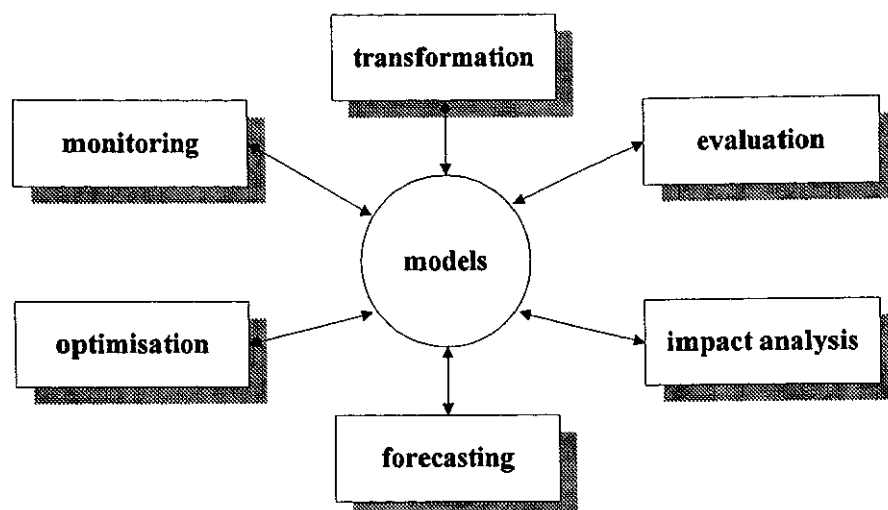 transformation
monitoring
evaluation
models
optimisation
impact analysis
forecasting